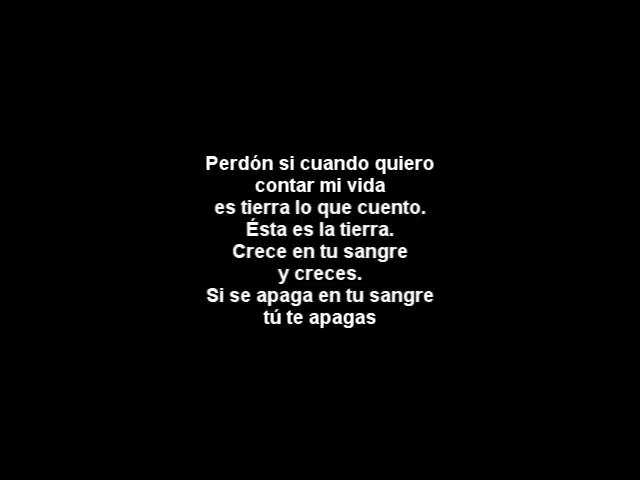 Perdón si cuando quiero
contar mi vida
es tierra lo que cuento.
Ésta es la tierra.
Crece en tu sangre
y creces.
Si se apaga en tu sangre
tú te apagas